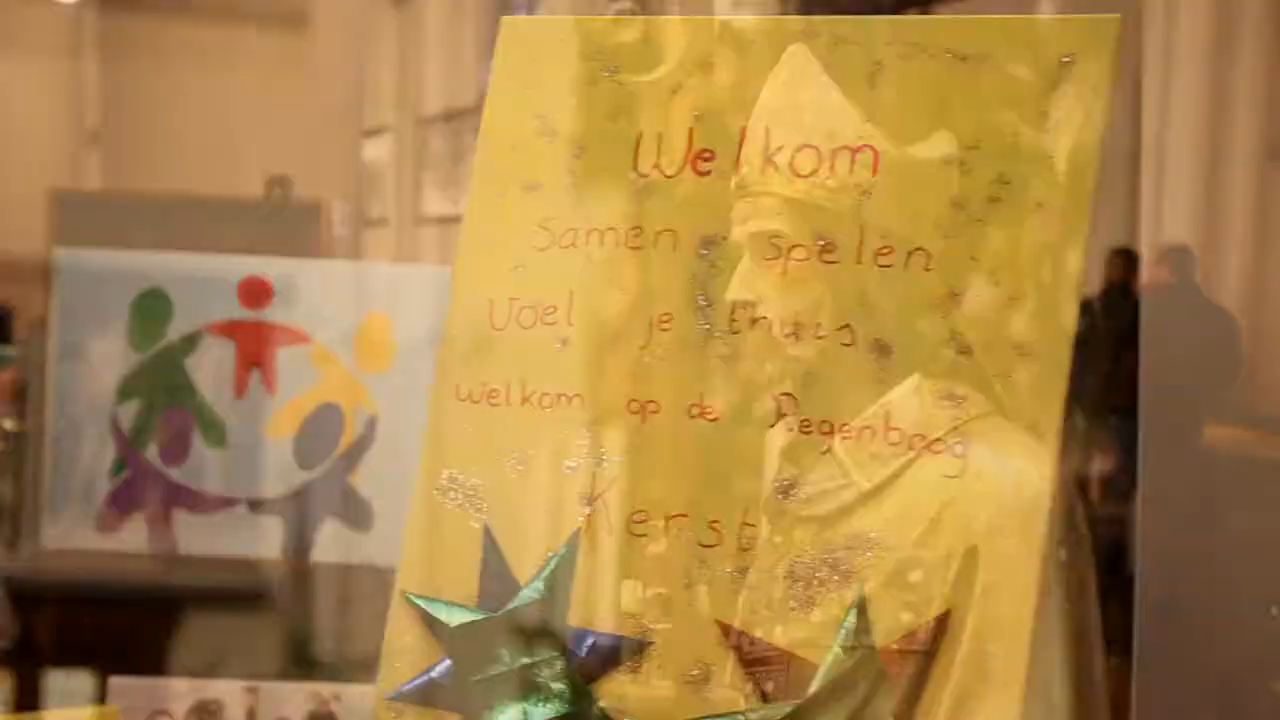 Welkom
Samen spelen
Voel je thuis
welkom op de Regenboog
Kerst